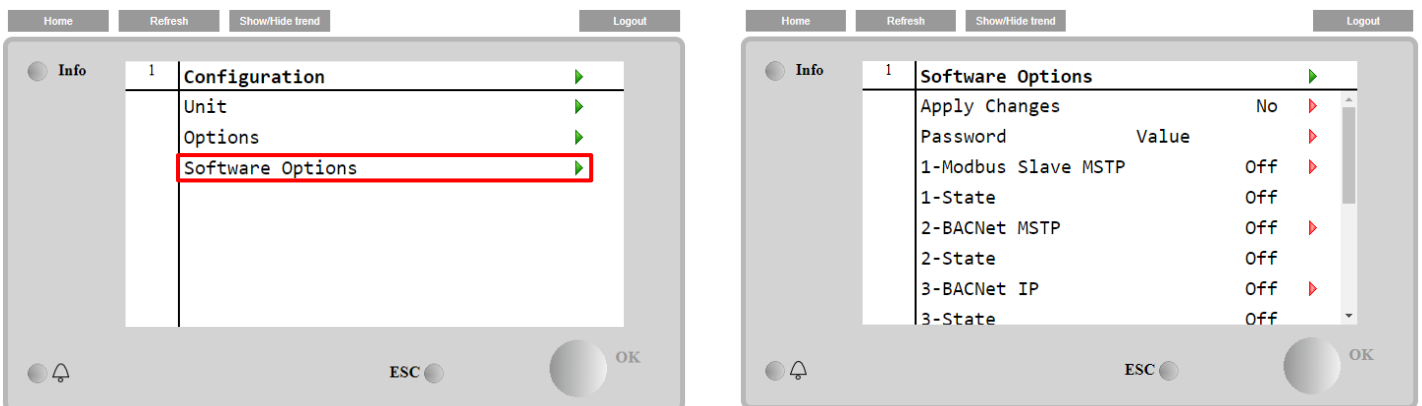 Home Refresh Show/Hide trend Logout
Info 1 Configuration
Unit
Options
Software Options
ESC OK
Home Refresh Show/Hide trend Logout
Info 1 Software Options
Apply Changes No
Password Value
1-Modbus Slave MSTP Off
1-State Off
2-BACNet MSTP Off
2-State Off
3-BACNet IP Off
3-State Off
ESC OK